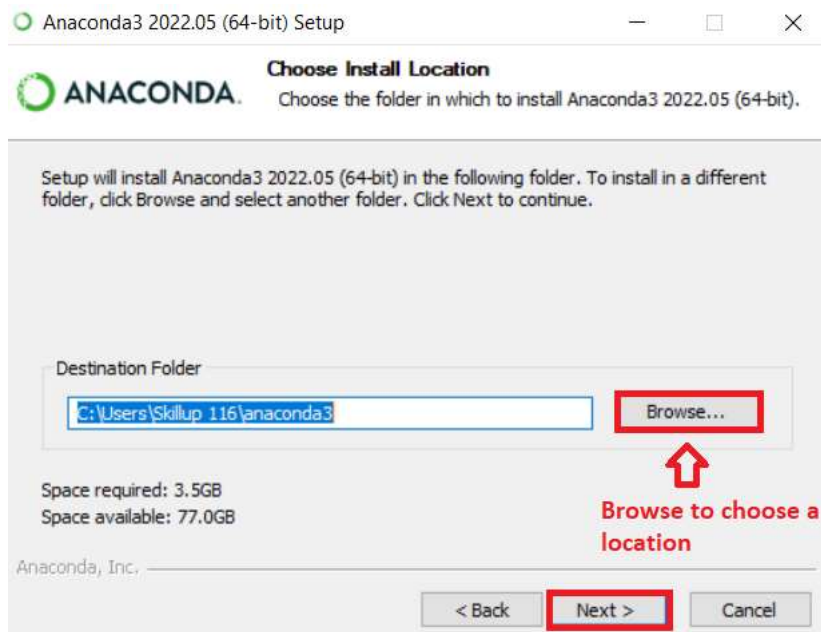 Anaconda3 2022.05 (64-bit) Setup
ANACONDA.
Choose Install Location
Choose the folder in which to install Anaconda3 2022.05 (64-bit).
Setup will install Anaconda3 2022.05 (64-bit) in the following folder. To install in a different
folder, click Browse and select another folder. Click Next to continue.
Destination Folder
C:\Users\Skillup 116\anaconda3
Browse...
Space required: 3.5GB
Space available: 77.0GB
Browse to choose a
location
Anaconda, Inc.
< Back
Next >
Cancel